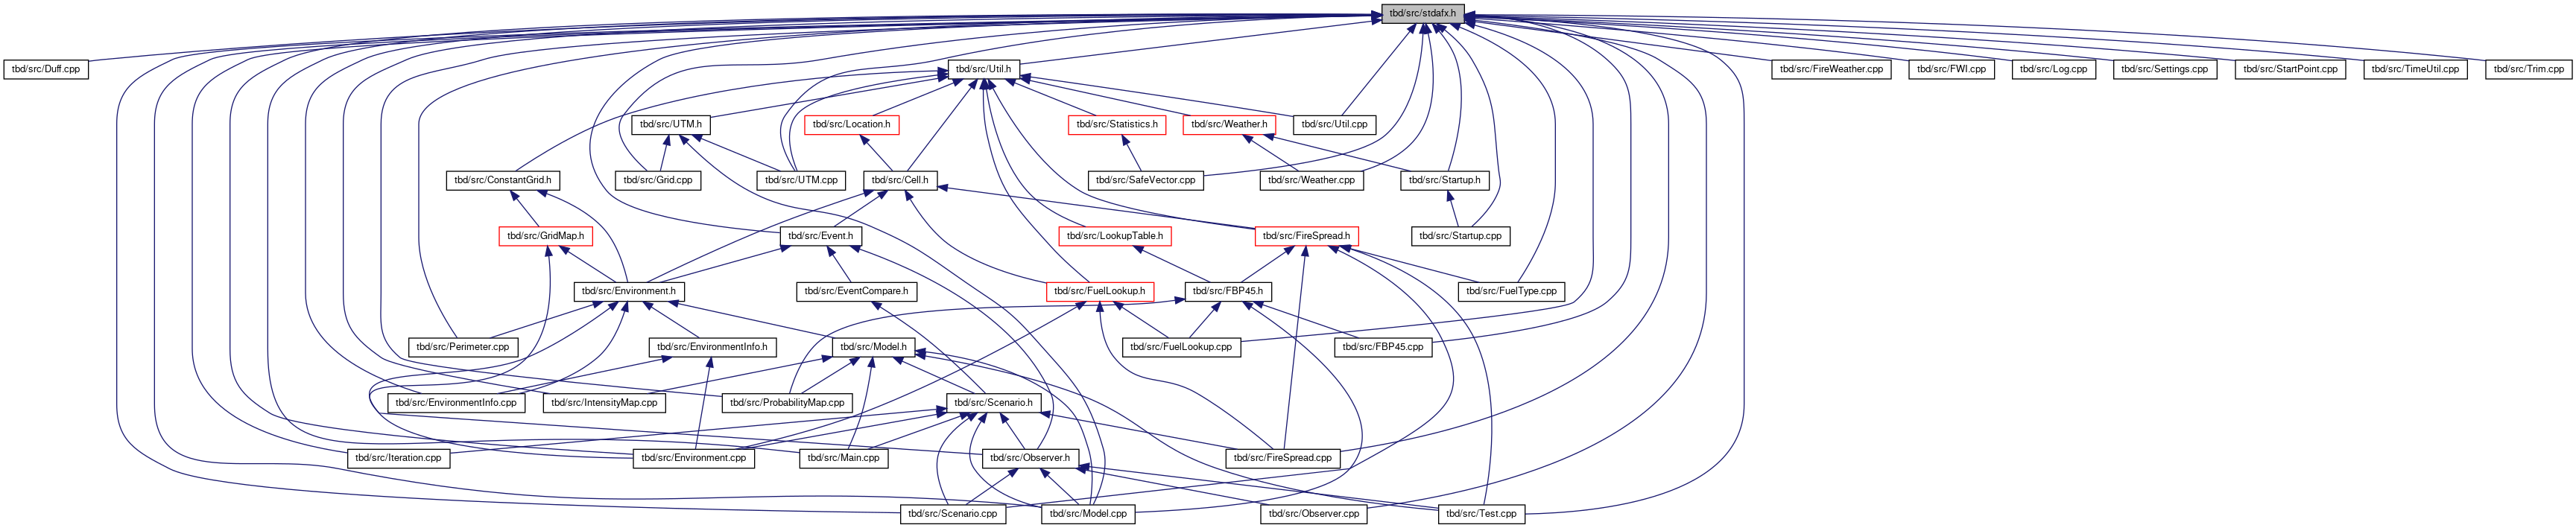 tbd/src/stdafx.h
tbd/src/Duff.cpp
tbd/src/Util.h
tbd/src/FireWeather.cpp
tbd/src/FWI.cpp
tbd/src/Log.cpp
tbd/src/Settings.cpp
tbd/src/StartPoint.cpp
tbd/src/TimeUtil.cpp
tbd/src/Trim.cpp
tbd/src/UTM.h
tbd/src/Location.h
tbd/src/Statistics.h
tbd/src/Weather.h
tbd/src/Util.cpp
tbd/src/ConstantGrid.h
tbd/src/Grid.cpp
tbd/src/UTM.cpp
tbd/src/Cell.h
tbd/src/SafeVector.cpp
tbd/src/Weather.cpp
tbd/src/Startup.h
tbd/src/GridMap.h
tbd/src/Event.h
tbd/src/LookupTable.h
tbd/src/FireSpread.h
tbd/src/Startup.cpp
tbd/src/Environment.h
tbd/src/EventCompare.h
tbd/src/FuelLookup.h
tbd/src/FBP45.h
tbd/src/FuelType.cpp
tbd/src/Perimeter.cpp
tbd/src/EnvironmentInfo.h
tbd/src/Model.h
tbd/src/FuelLookup.cpp
tbd/src/FBP45.cpp
tbd/src/EnvironmentInfo.cpp
tbd/src/IntensityMap.cpp
tbd/src/ProbabilityMap.cpp
tbd/src/Scenario.h
tbd/src/Iteration.cpp
tbd/src/Environment.cpp
tbd/src/Main.cpp
tbd/src/Observer.h
tbd/src/FireSpread.cpp
tbd/src/Scenario.cpp
tbd/src/Model.cpp
tbd/src/Observer.cpp
tbd/src/Test.cpp